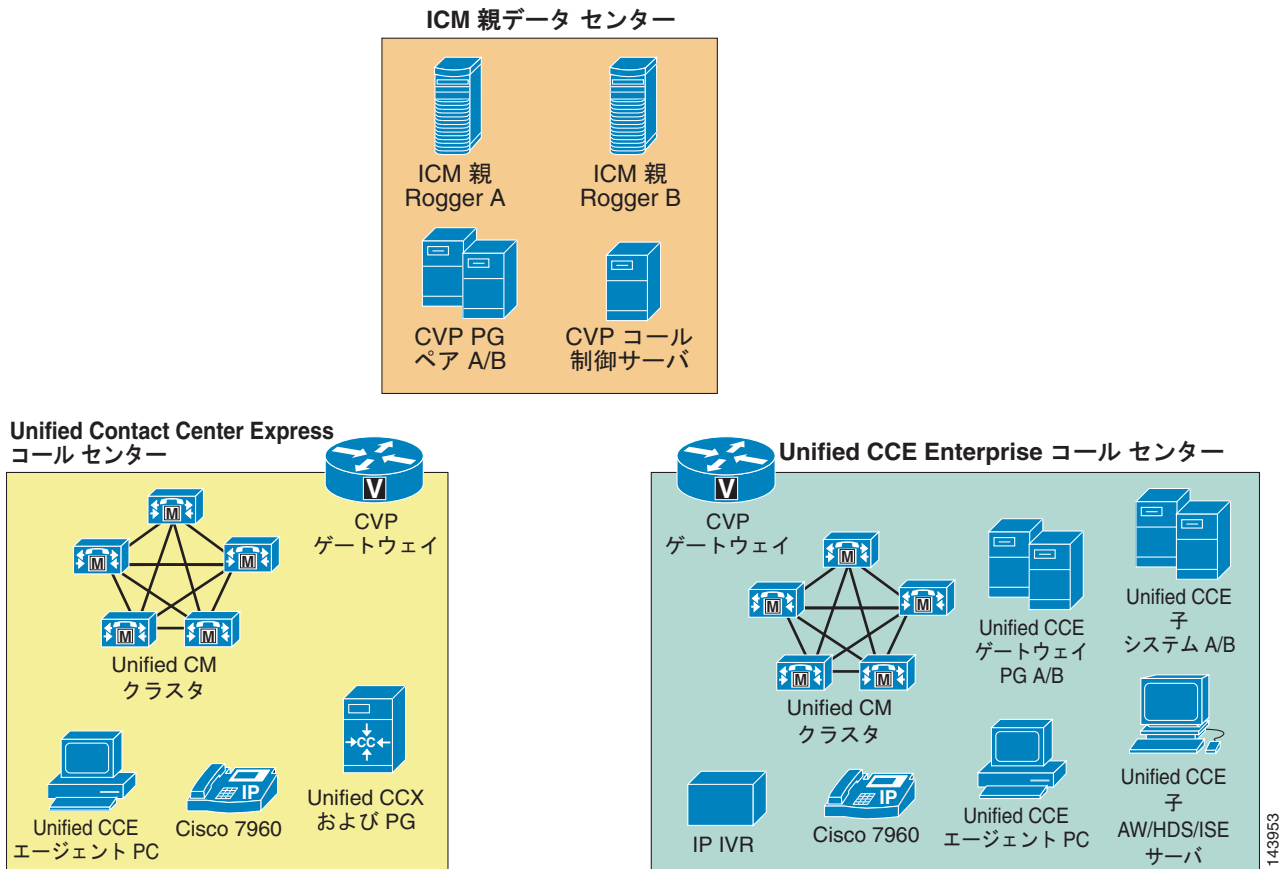 ICM 親データ センター
ICM 親
Rogger A
ICM 親
Rogger B
CVP PG
ペア A/B
CVP コール
制御サーバ
Unified Contact Center Express
コール センター
V
CVP
ゲートウェイ
M
M
M
M
M
Unified CM
クラスタ
CC
Unified CCX
および PG
Unified CCE
エージェント PC
IP
Cisco 7960
Unified CCE Enterprise コール センター
V
CVP
ゲートウェイ
M
M
M
M
M
Unified CM
クラスタ
Unified CCE
ゲートウェイ
PG A/B
Unified CCE
子
システム A/B
IP IVR
IP
Cisco 7960
Unified CCE
エージェント PC
Unified CCE
子
AW/HDS/ISE
サーバ
143953